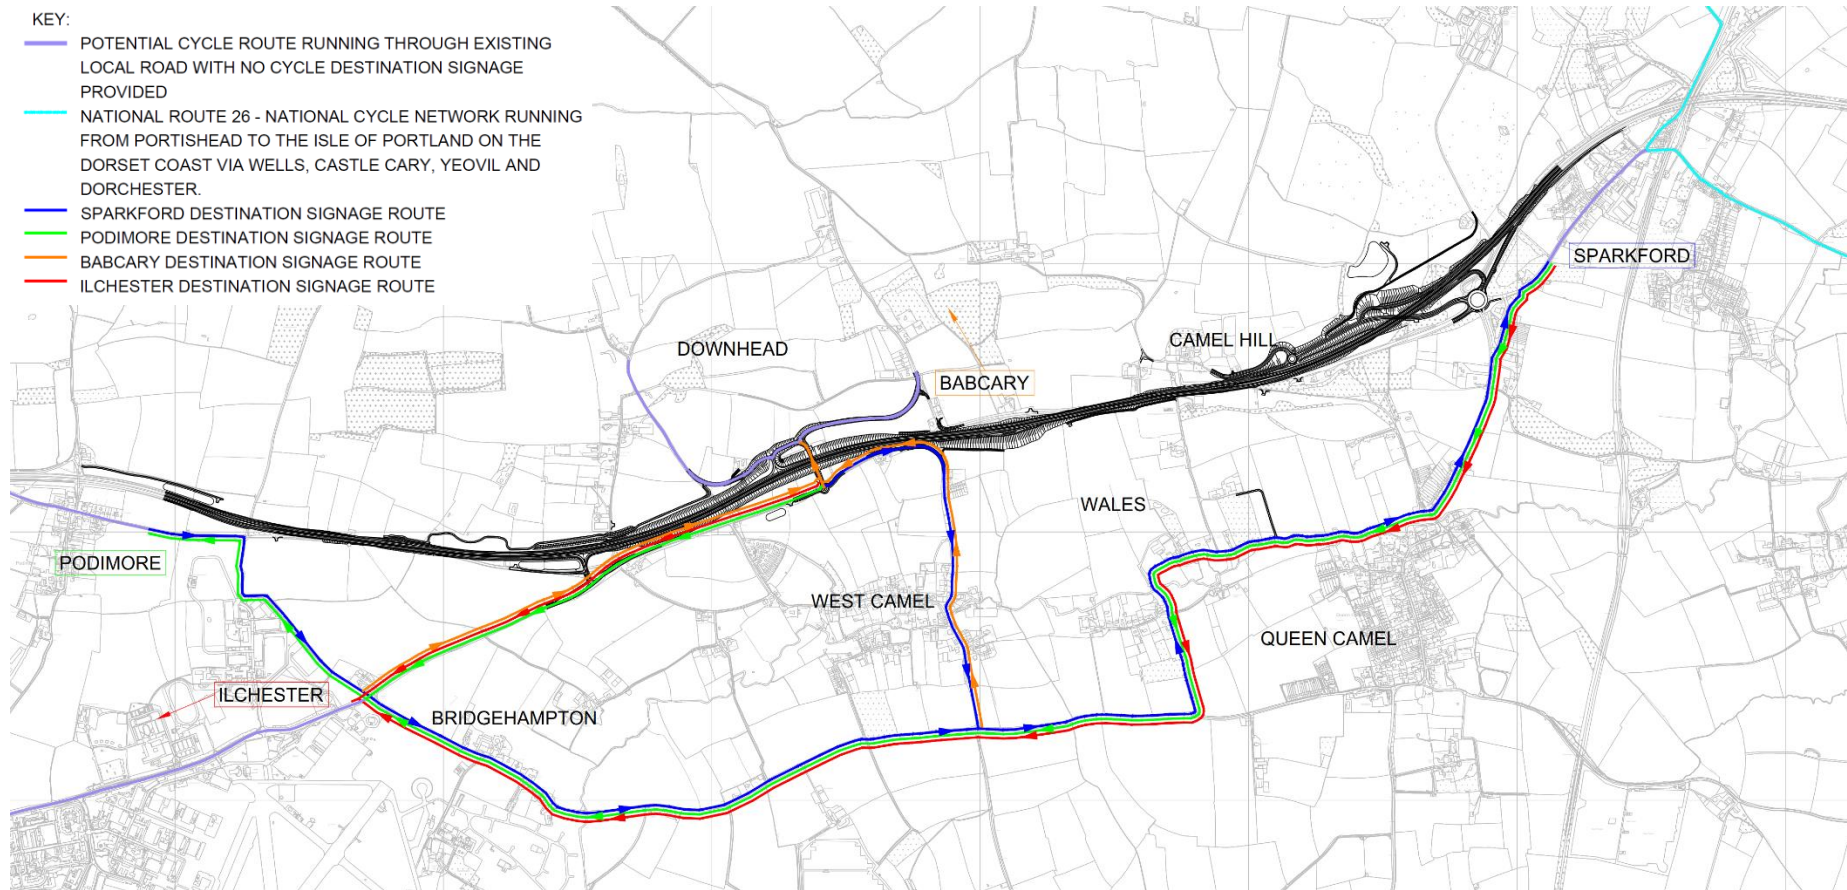 KEY:
POTENTIAL CYCLE ROUTE RUNNING THROUGH EXISTING
LOCAL ROAD WITH NO CYCLE DESTINATION SIGNAGE
PROVIDED
NATIONAL ROUTE 26 - NATIONAL CYCLE NETWORK RUNNING
FROM PORTISHEAD TO THE ISLE OF PORTLAND ON THE
DORSET COAST VIA WELLS, CASTLE CARY, YEOVIL AND
DORCHESTER.
SPARKFORD DESTINATION SIGNAGE ROUTE
PODIMORE DESTINATION SIGNAGE ROUTE
BABCARY DESTINATION SIGNAGE ROUTE
ILCHESTER DESTINATION SIGNAGE ROUTE
SPARKFORD
CAMEL HILL
DOWNHEAD
BABCARY
WALES
PODIMORE
WEST CAMEL
QUEEN CAMEL
ILCHESTER
BRIDGEHAMPTON